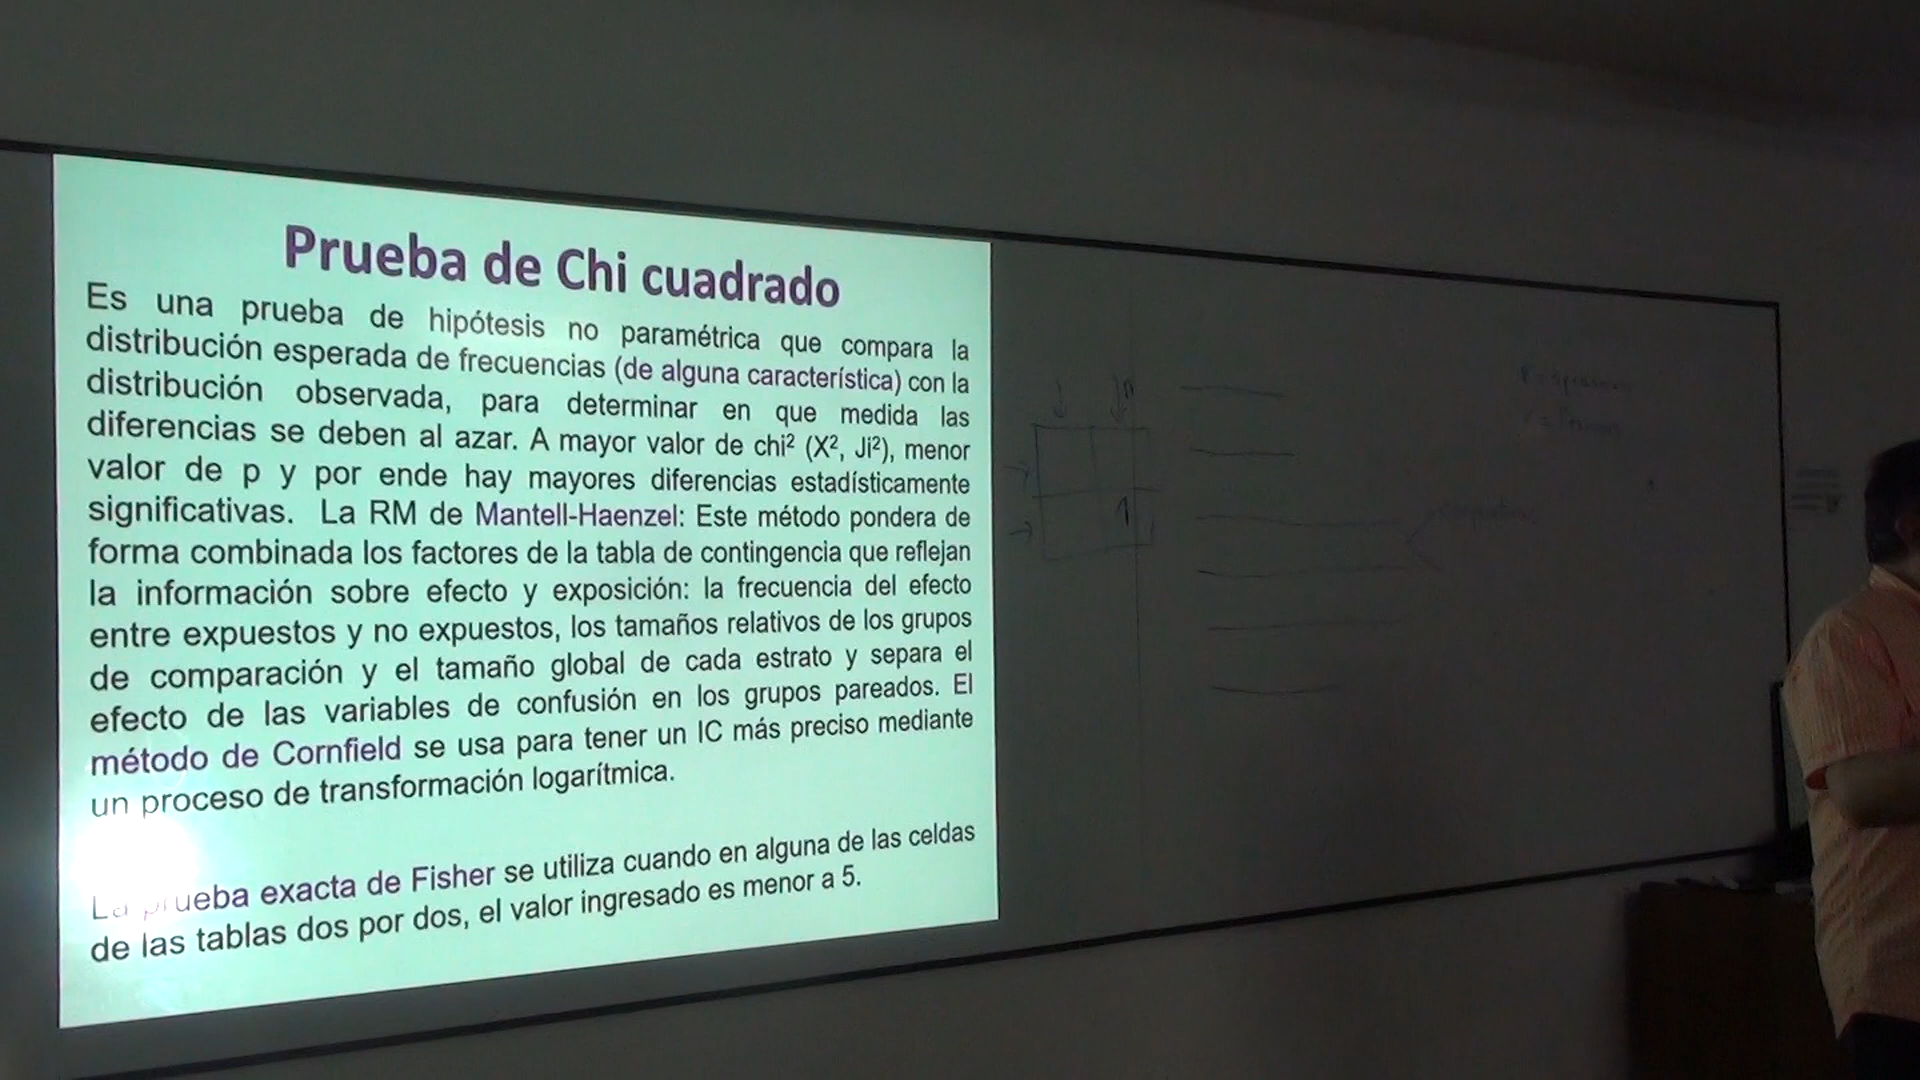 Prueba de Chi cuadrado
Es una prueba de hipótesis no paramétrica que compara la
distribución esperada de frecuencias (de alguna característica) con la
distribución observada, para determinar en que medida las
diferencias se deben al azar. A mayor valor de chi² (X², Ji²), menor
valor de p y por ende hay mayores diferencias estadísticamente
significativas. La RM de Mantell-Haenzel: Este método pondera de
forma combinada los factores de la tabla de contingencia que reflejan
la información sobre efecto y exposición: la frecuencia del efecto
entre expuestos y no expuestos, los tamaños relativos de los grupos
de comparación y el tamaño global de cada estrato y separa el
efecto de las variables de confusión en los grupos pareados. El
método de Cornfield se usa para tener un IC más preciso mediante
un proceso de transformación logarítmica.
La prueba exacta de Fisher se utiliza cuando en alguna de las celdas
de las tablas dos por dos, el valor ingresado es menor a 5.